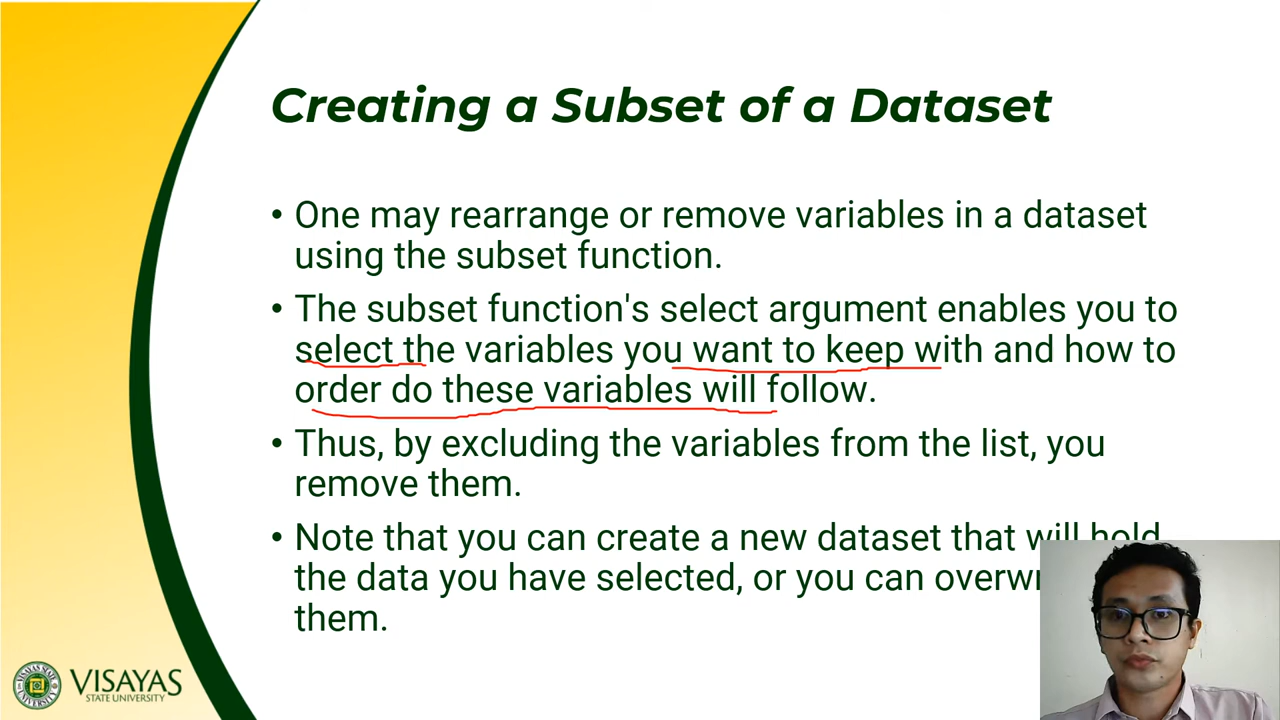 Creating a Subset of a Dataset
• One may rearrange or remove variables in a dataset
using the subset function.
• The subset function's select argument enables you to
select the variables you want to keep with and how to
order do these variables will follow.
• Thus, by excluding the variables from the list, you
remove them.
• Note that you can create a new dataset that will hold
the data you have selected, or you can
them.
VISAYAS
STATE UNIVERSITY